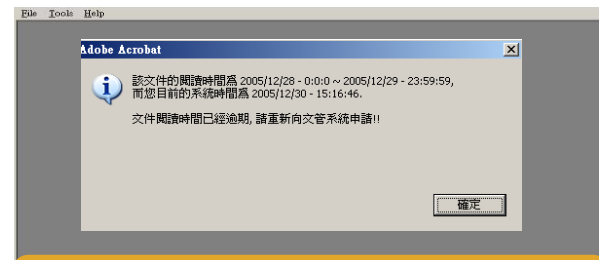 File Tools Help
Adobe Acrobat
該文件的閱讀時間為 2005/12/28 - 0:0:0 ~ 2005/12/29 - 23:59:59,
而您目前的系統時間為 2005/12/30 - 15:16:46.
文件閱讀時間已經逾期, 請重新向文管系統申請!!
確定